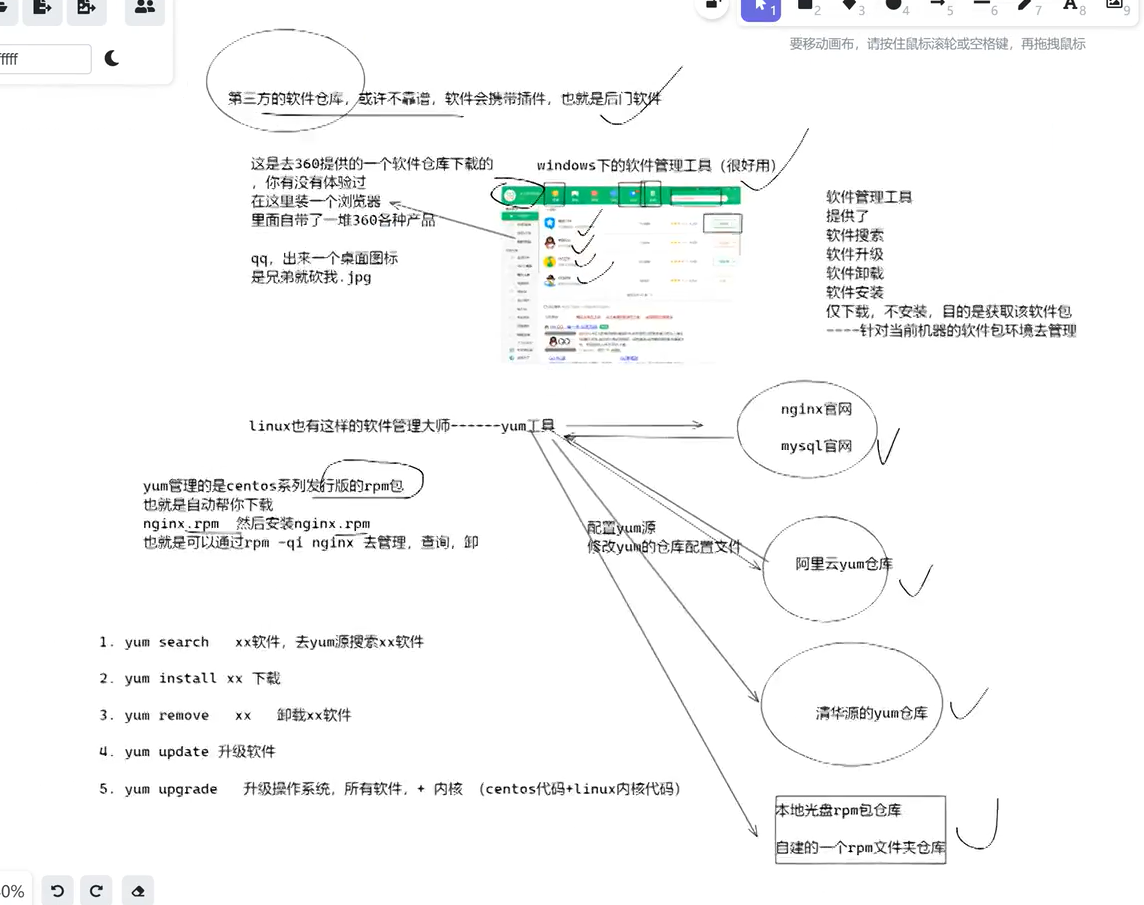 fffff
1
2
3
4
5
6
7
A 8
9
要移动画布，请按住鼠标滚轮或空格键，再拖拽鼠标
第三方的软件仓库，或许不靠谱，软件会携带插件，也就是后门软件
这是去360提供的一个软件仓库下载的
，你有没有体验过
在这里装一个浏览器
里面自带了一堆360各种产品
qq，出来一个桌面图标
是兄弟就砍我.jpg
windows下的软件管理工具（很好用）
QQ
软件管理工具
提供了
软件搜索
软件升级
软件卸载
软件安装
仅下载，不安装，目的是获取该软件包
----针对当前机器的软件包环境去管理
linux也有这样的软件管理大师------yum工具
nginx官网
mysql官网
yum管理的是centos系列发行版的rpm包
也就是自动帮你下载
nginx.rpm 然后安装nginx.rpm
也就是可以通过rpm -qi nginx 去管理，查询，卸
配置yum源
修改yum的仓库配置文件
阿里云yum仓库
1. yum search xx软件，去yum源搜索xx软件
2. yum install xx 下载
3. yum remove xx 卸载xx软件
4. yum update 升级软件
5. yum upgrade 升级操作系统，所有软件，+ 内核 （centos代码+linux内核代码）
清华源的yum仓库
本地光盘rpm包仓库
自建的一个rpm文件夹仓库
0%